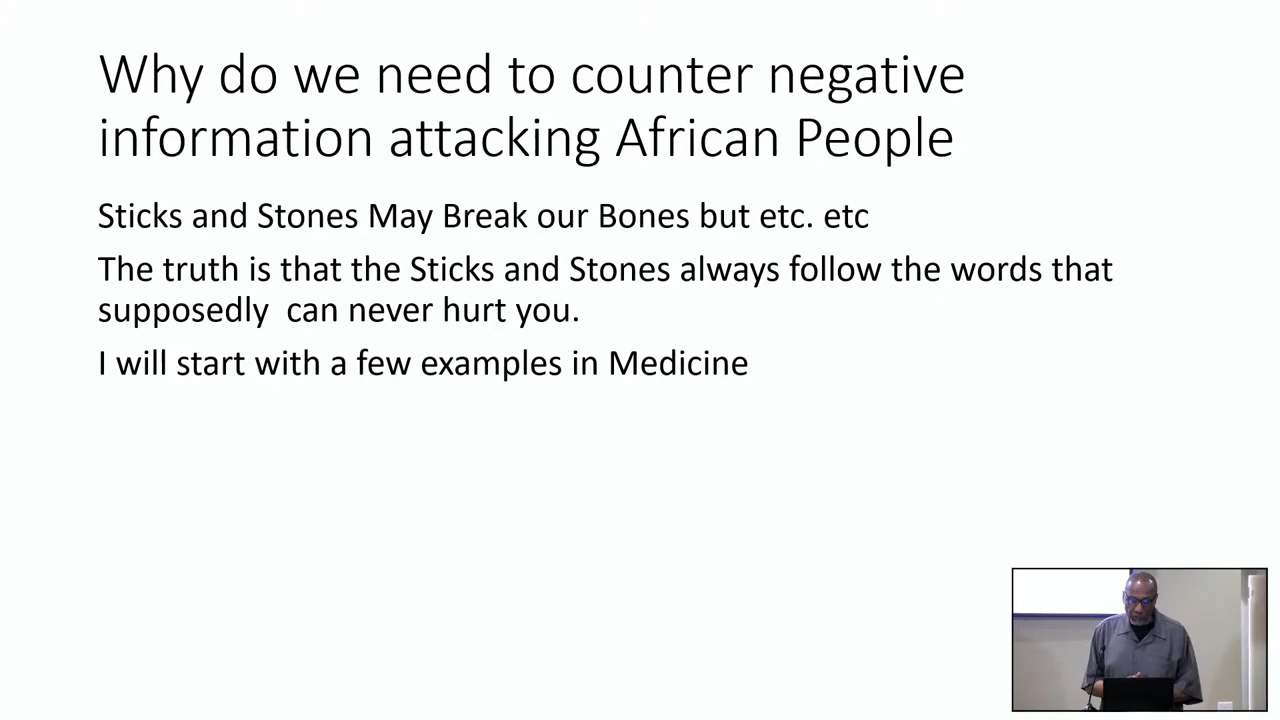 Why do we need to counter negative
information attacking African People
Sticks and Stones May Break our Bones but etc. etc
The truth is that the Sticks and Stones always follow the words that
supposedly  can never hurt you.
I will start with a few examples in Medicine